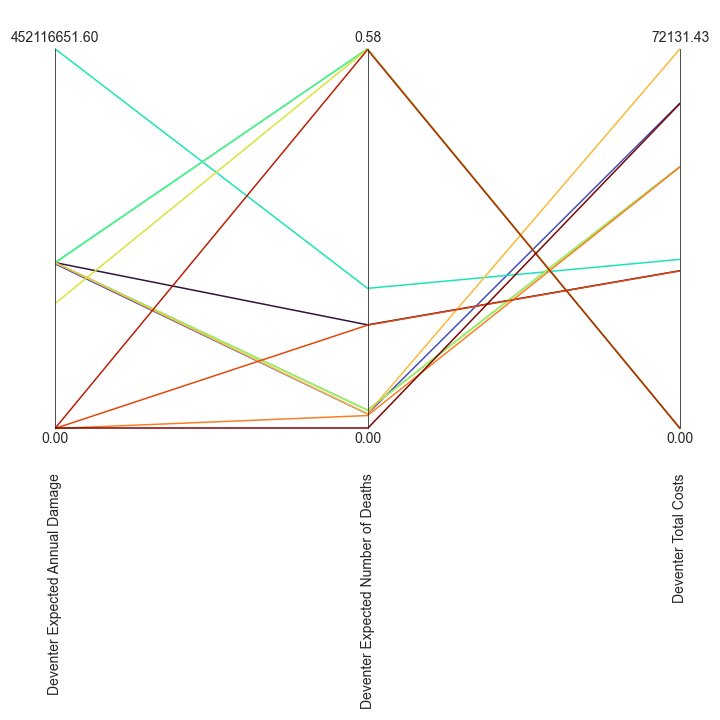 452116651.60
0.58
72131.43
0.00
0.00
0.00
Deventer Expected Annual Damage
Deventer Expected Number of Deaths
Deventer Total Costs